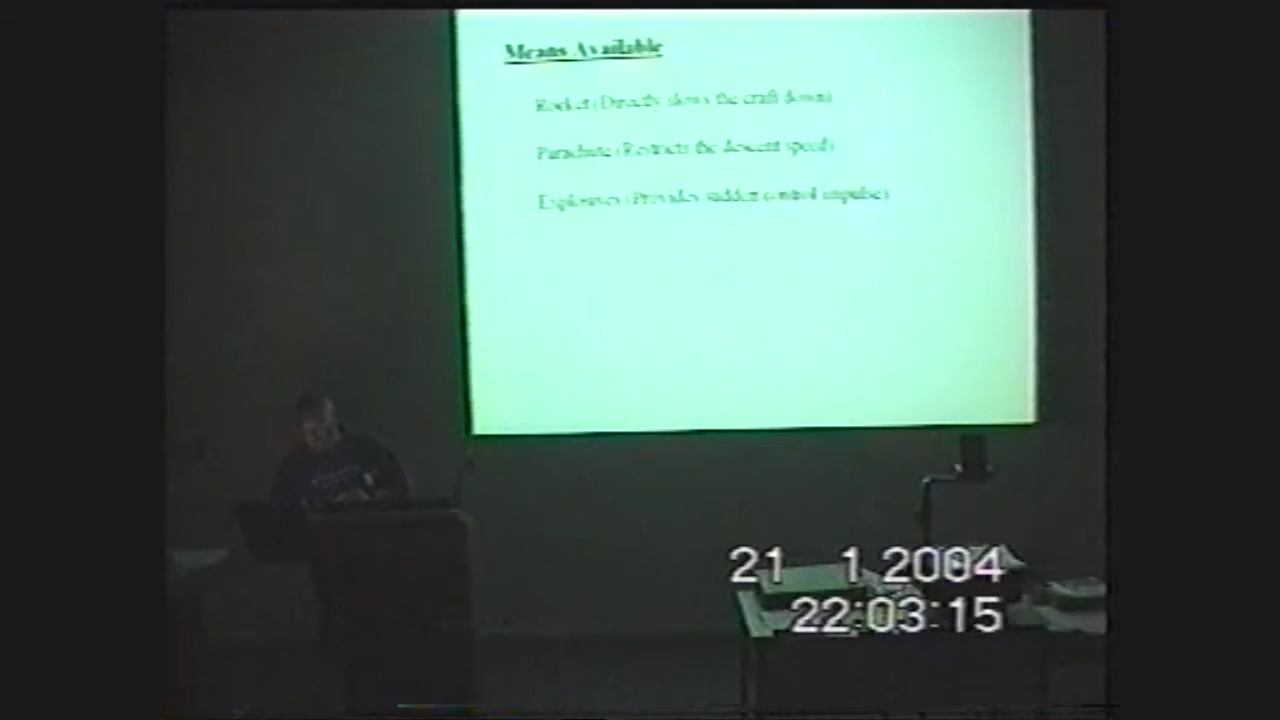 Means Available
Rocket (Directly slows the craft down)
Parachute (Restricts the descent speed)
Explosives (Provides sudden control impulse)
21 1 2004
22:03:15